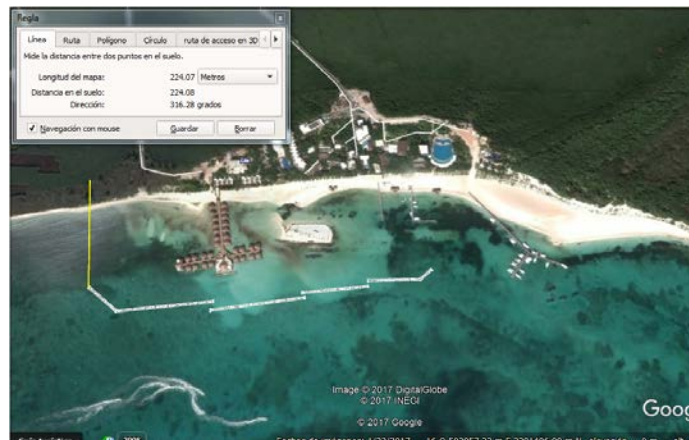 Regla
Línea Ruta Polígono Círculo ruta de acceso en 3D
Mide la distancia entre dos puntos en el suelo.
Longitud del mapa: 224.07 Metros
Distancia en el suelo: 224.08
Dirección: 316.28 grados
Navegación con mouse Guardar Borrar
Image © 2017 DigitalGlobe
© 2017 INEGI
© 2017 Google
Goog